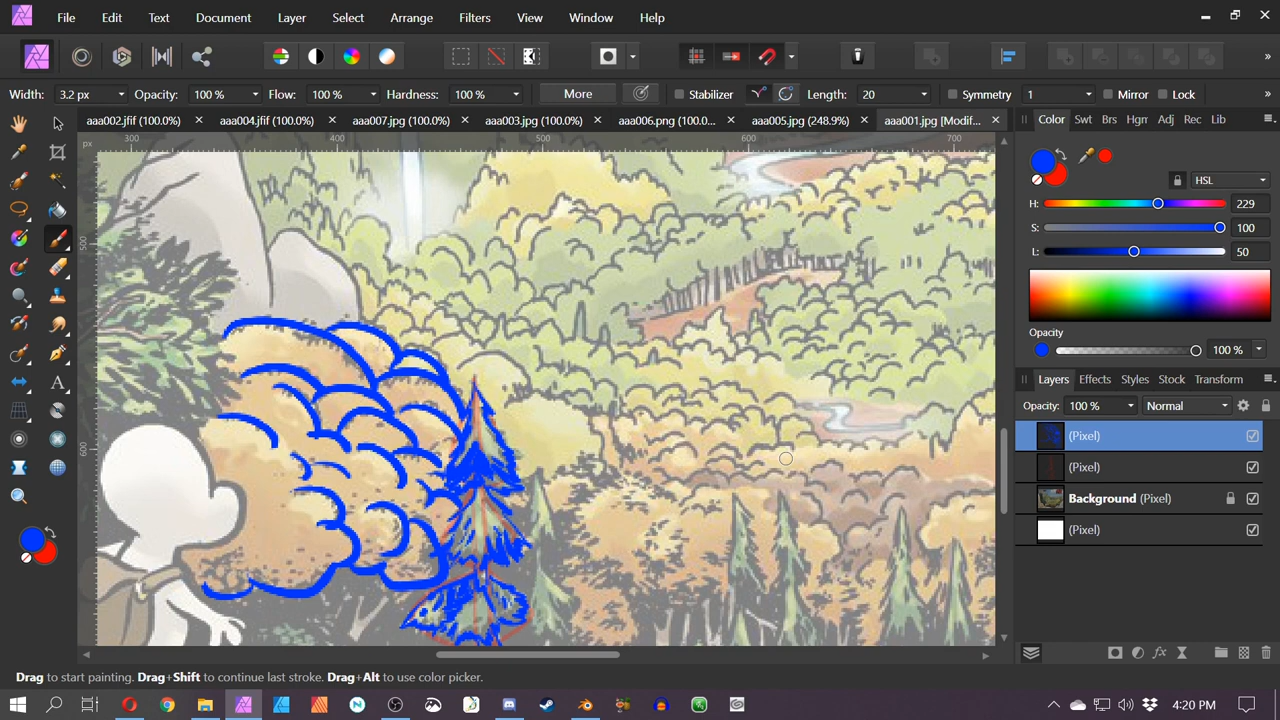 File Edit Text Document Layer Select Arrange Filters View Window Help
Width: 3.2 px Opacity: 100 % Flow: 100 % Hardness: 100 % More Stabilizer Length: 20 Symmetry 1 Mirror Lock
aaa002.jfif (100.0%) aaa004.jfif (100.0%) aaa007.jpg (100.0%) aaa003.jpg (100.0%) aaa006.png (100.0... aaa005.jpg (248.9%) aaa001.jpg [Modif...
Color Swt Brs Hgrr Adj Rec Lib
px 300 400 500 600 700
HSL
H: 229
S: 100
500
L: 50
Opacity
100 %
Layers Effects Styles Stock Transform
Opacity: 100 % Normal
(Pixel)
600
(Pixel)
Background (Pixel)
(Pixel)
Drag to start painting. Drag+Shift to continue last stroke. Drag+Alt to use color picker.
4:20 PM